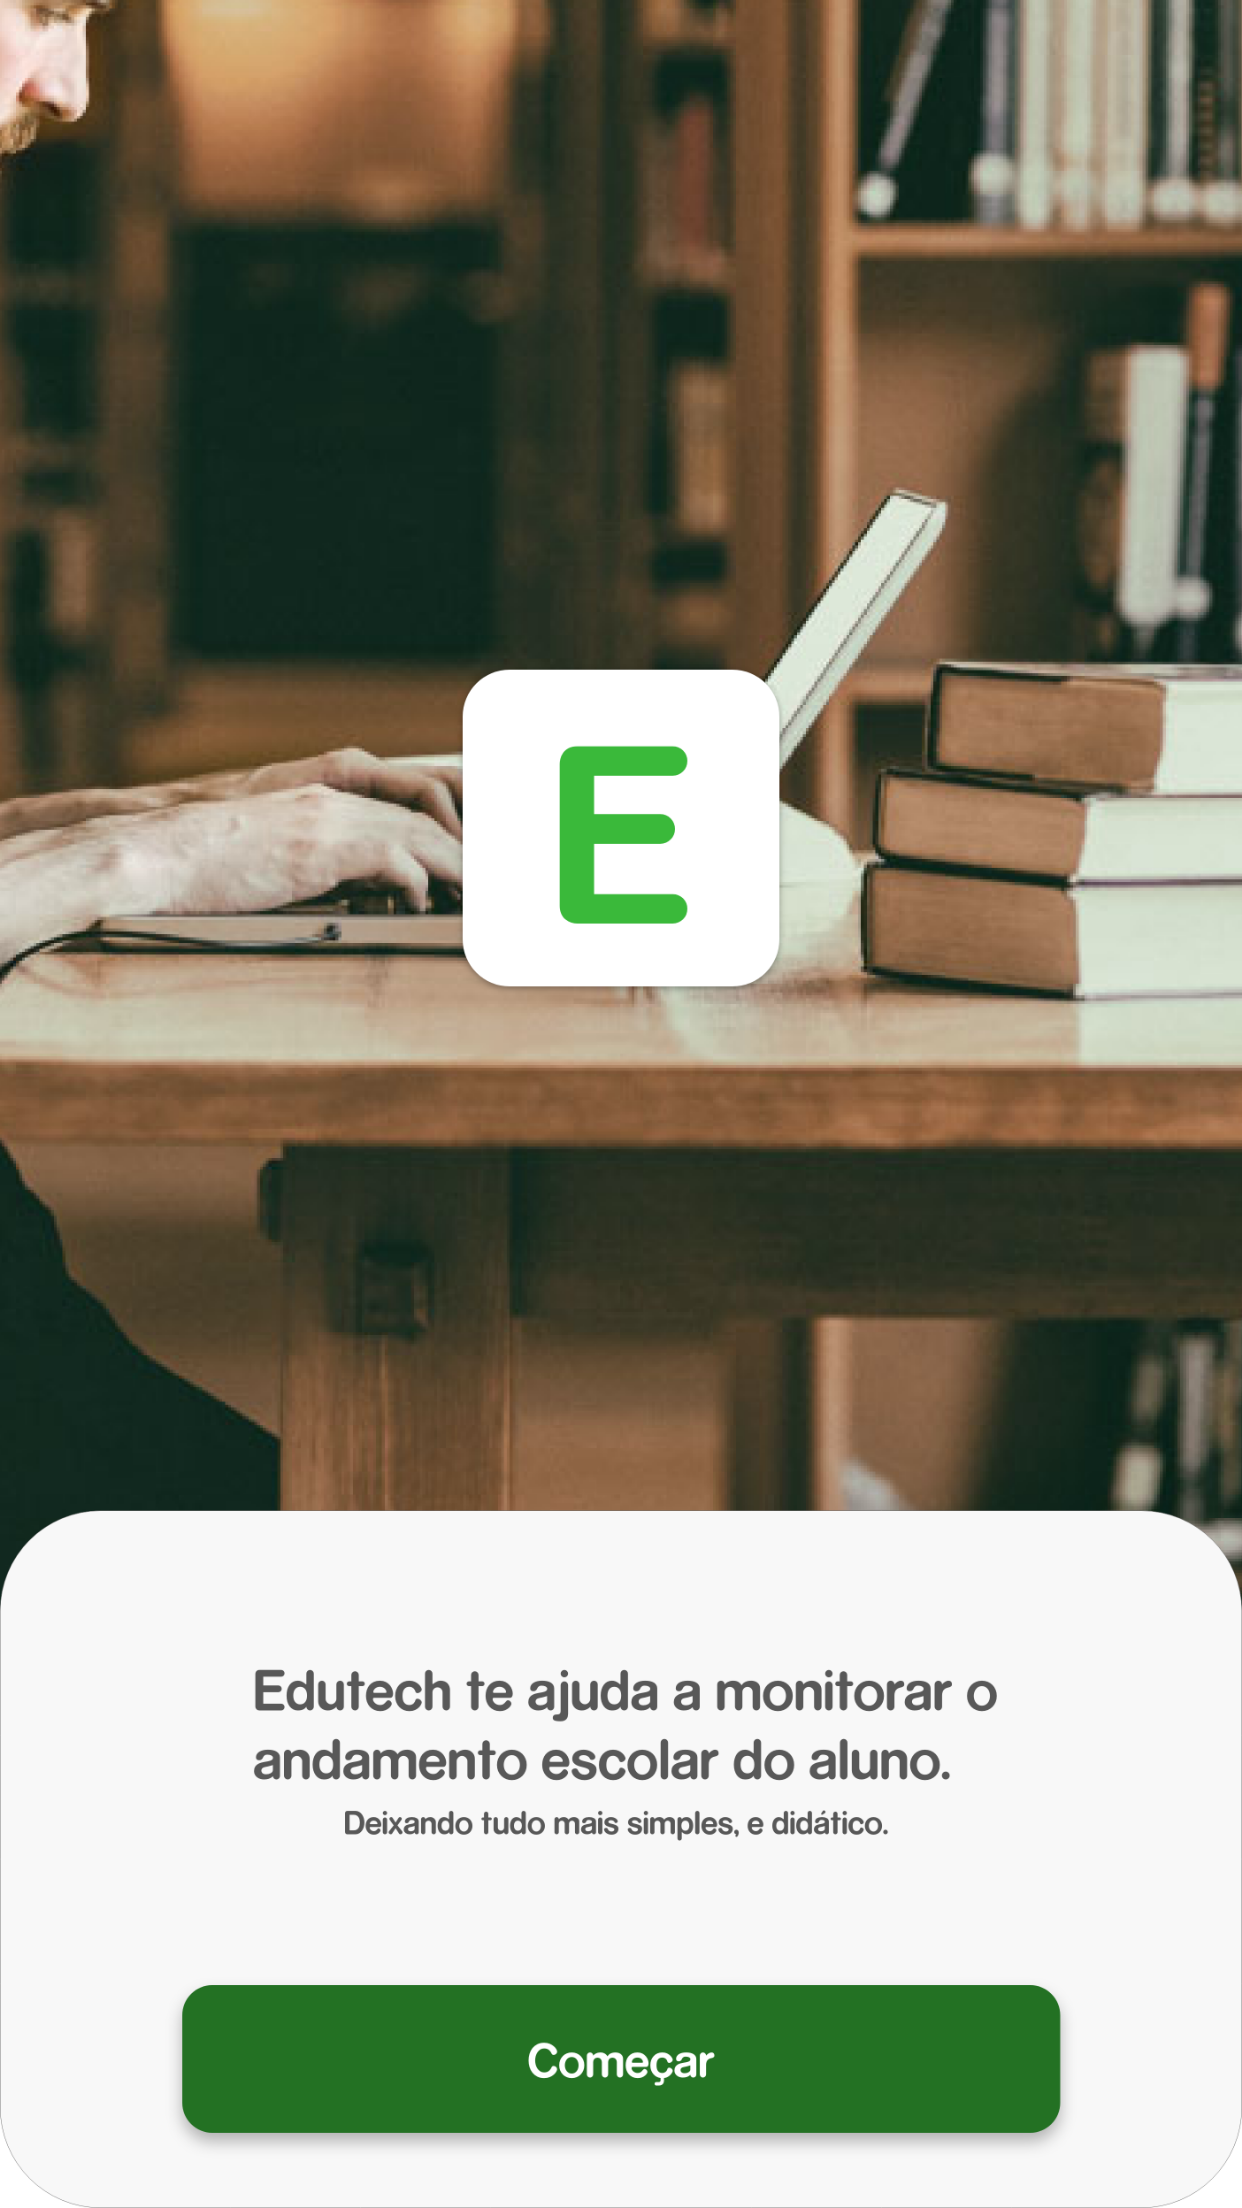 E
Edutech te ajuda a monitorar o
andamento escolar do aluno.
Deixando tudo mais simples, e didático.
Começar